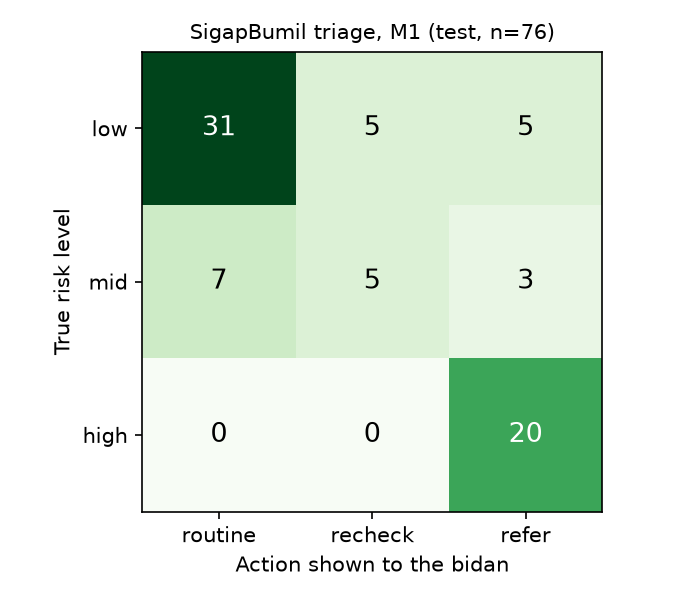 SigapBumil triage, M1 (test, n=76)
True risk level
low
31 5 5
mid
7 5 3
high
0 0 20
routine recheck refer
Action shown to the bidan